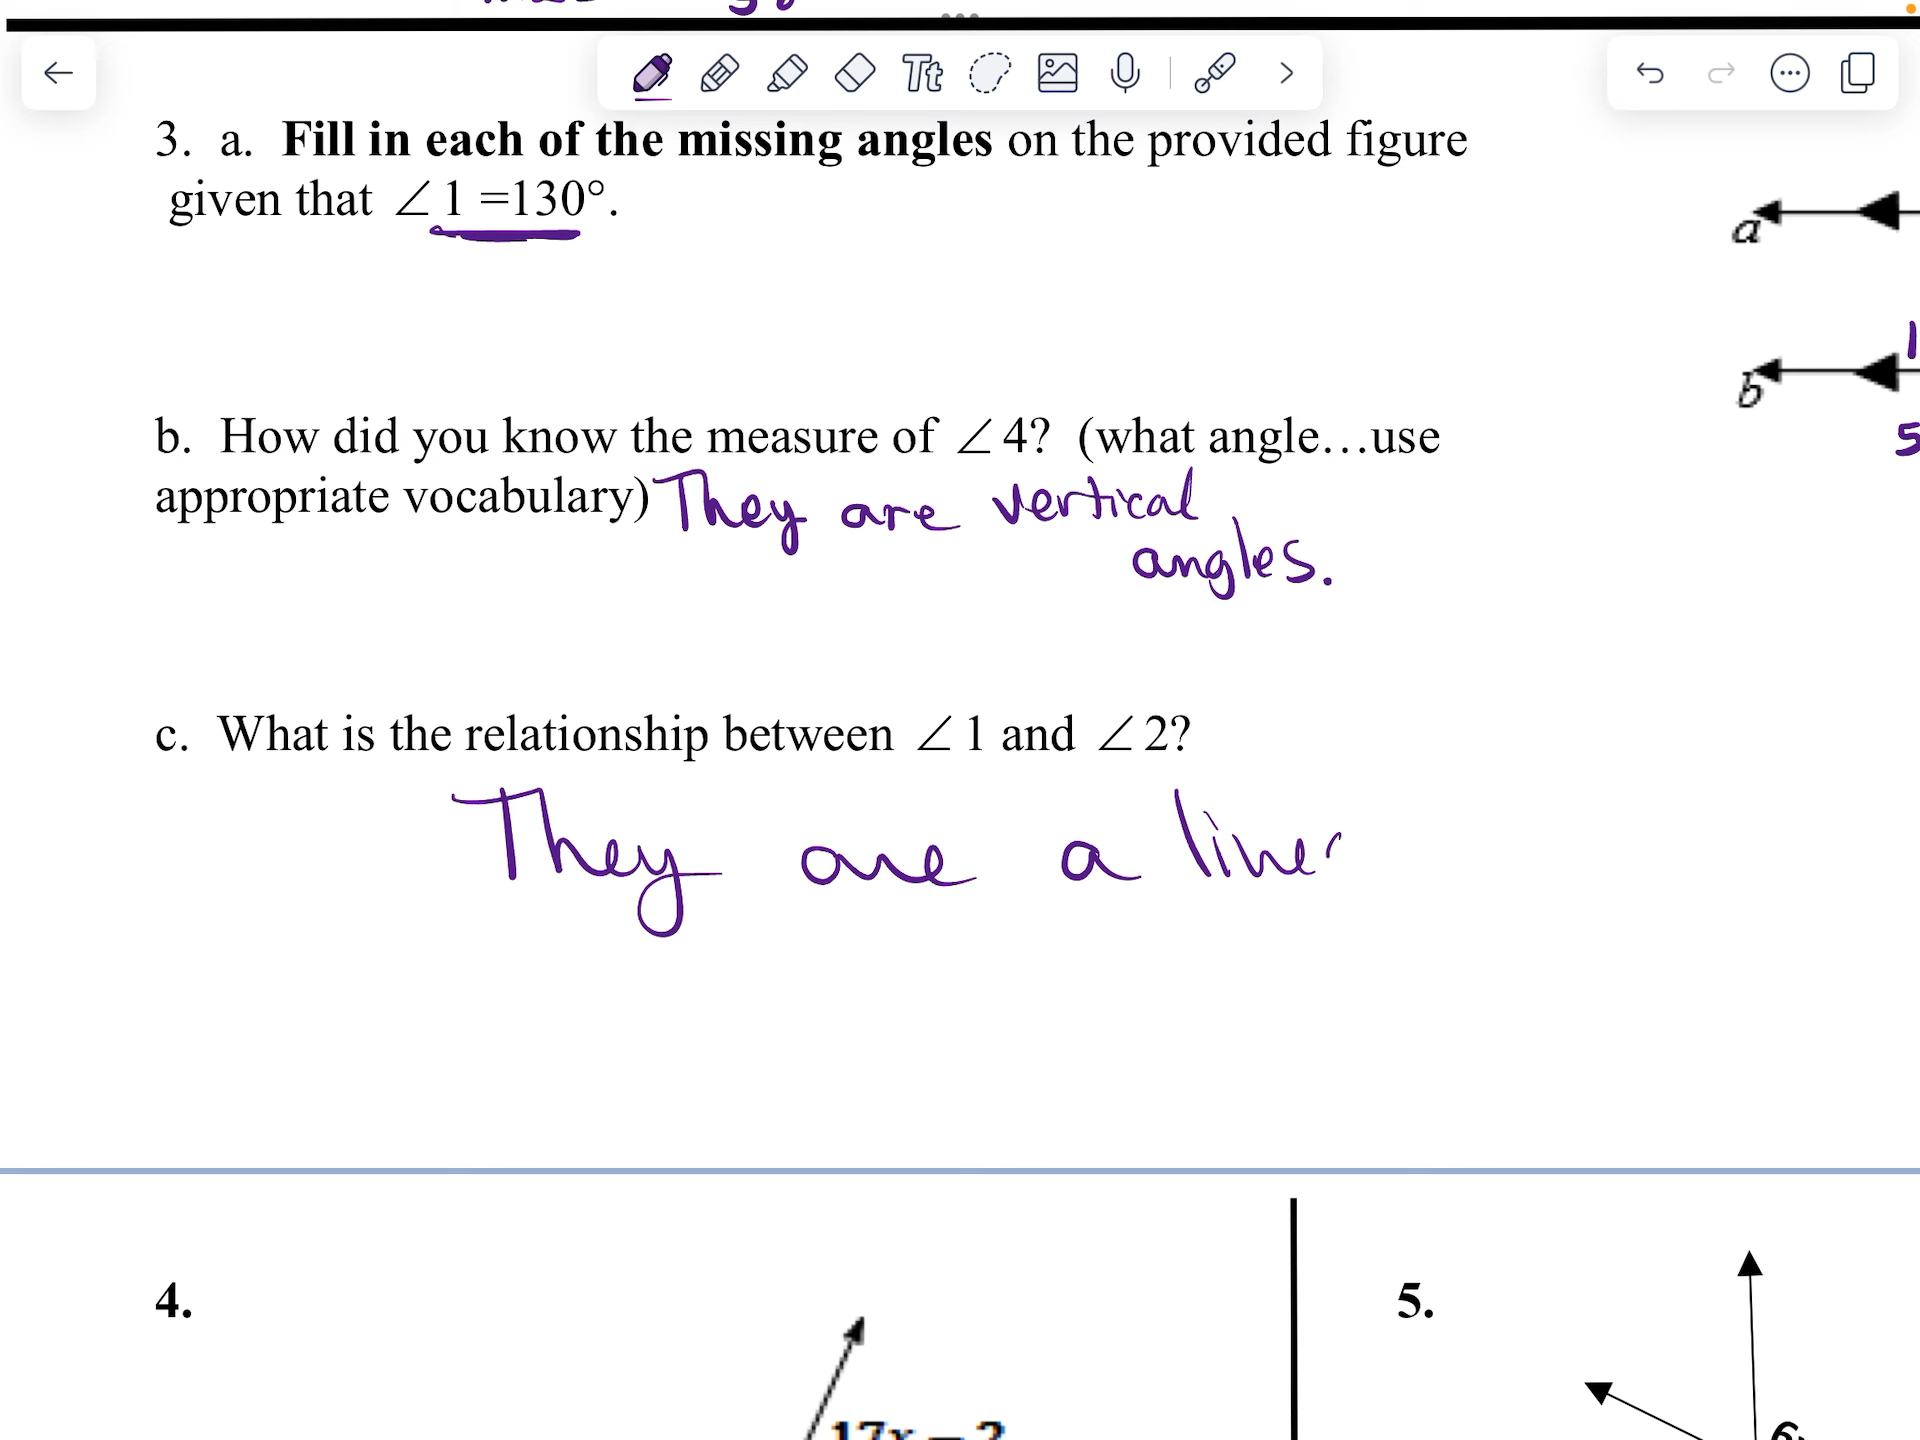 3. a. Fill in each of the missing angles on the provided figure
given that ∠1 =130°.
a
b
b. How did you know the measure of ∠4? (what angle…use
appropriate vocabulary) They are vertical
angles.
c. What is the relationship between ∠1 and ∠2?
They are a linea
4.
5.
17x – 2
Tt